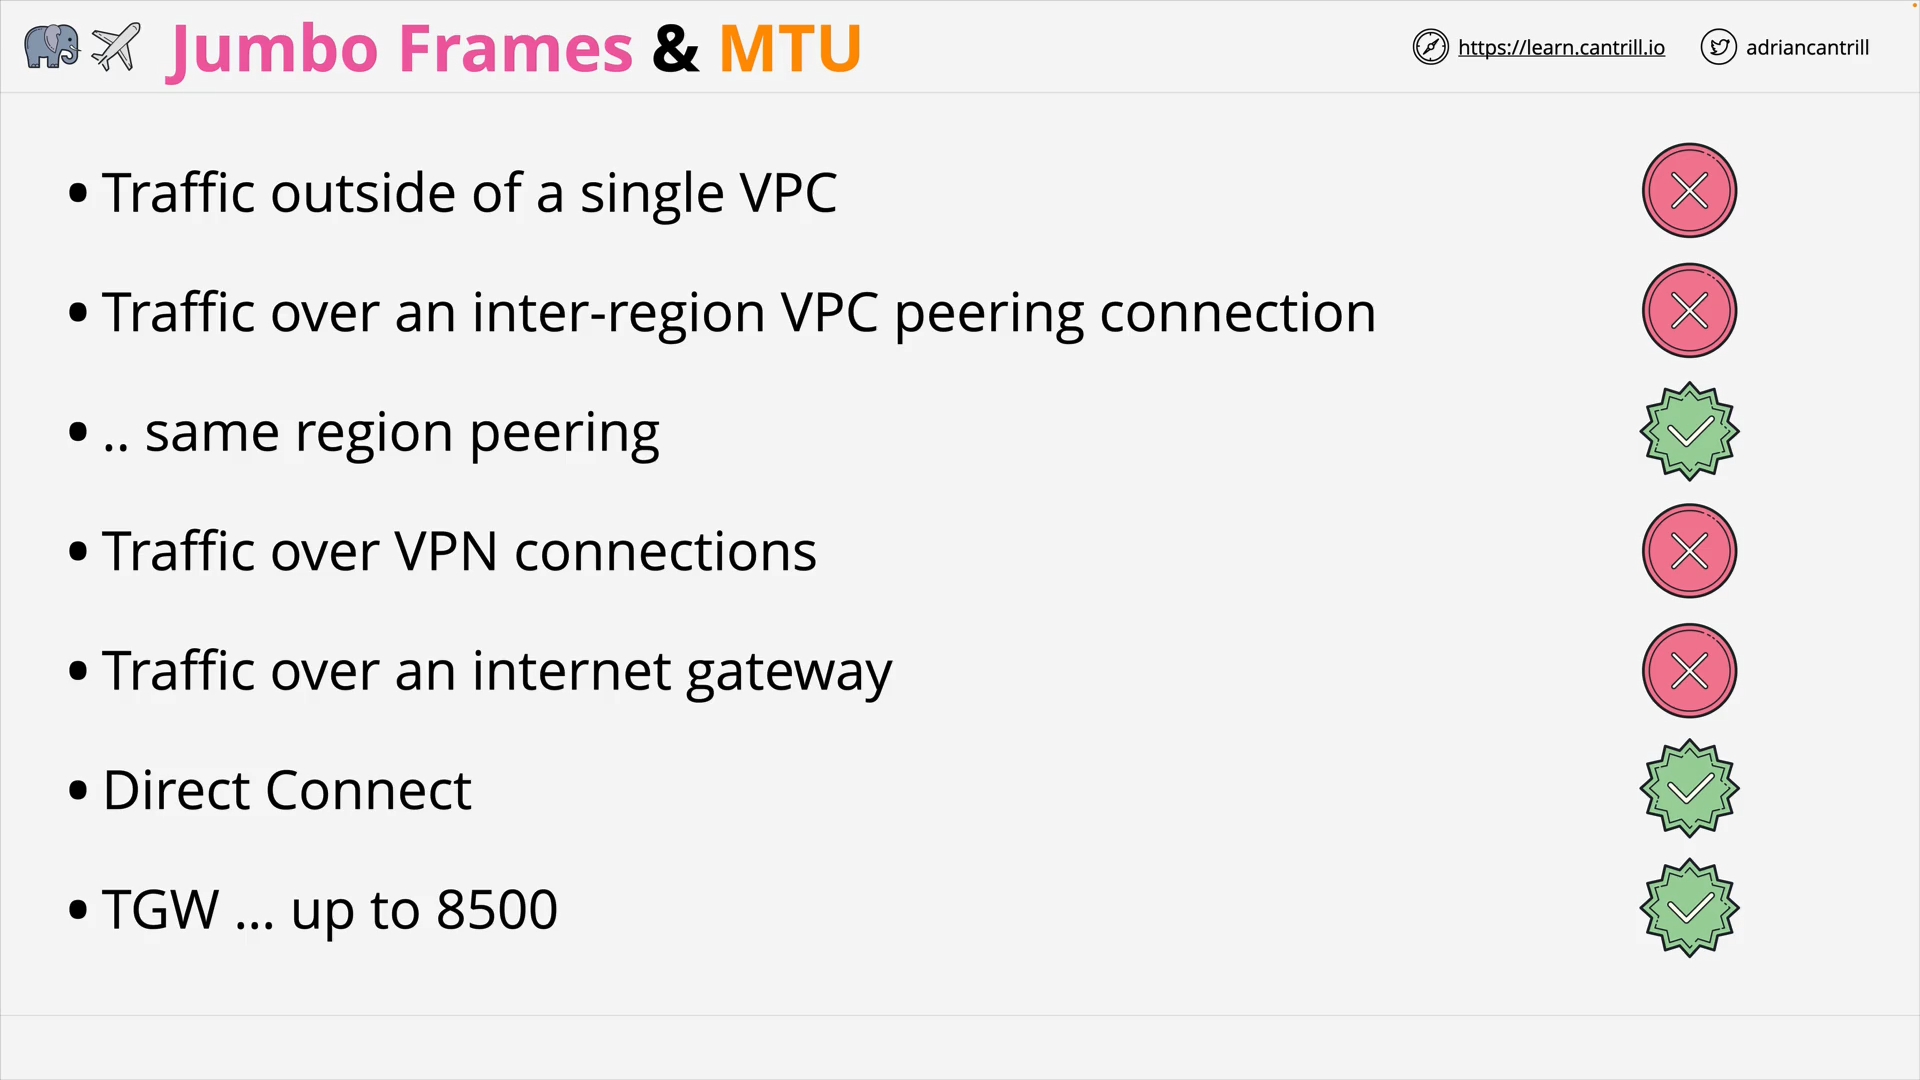 Jumbo Frames & MTU
https://learn.cantrill.io
adriancantrill
• Traffic outside of a single VPC
• Traffic over an inter-region VPC peering connection
• .. same region peering
• Traffic over VPN connections
• Traffic over an internet gateway
• Direct Connect
• TGW ... up to 8500